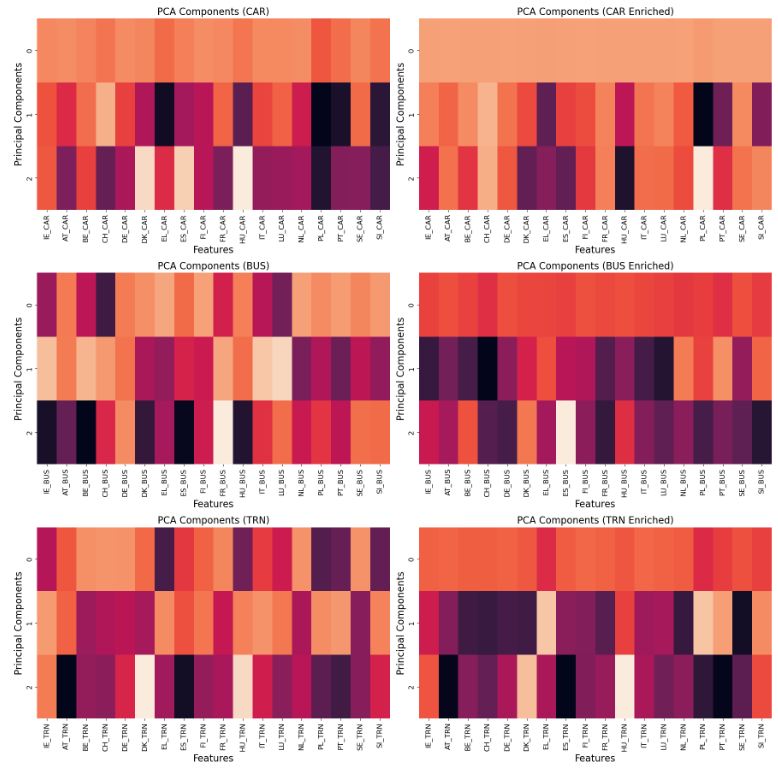 PCA Components (CAR)
Principal Components
0
1
2
IE_CAR AT_CAR BE_CAR CH_CAR DE_CAR DK_CAR EL_CAR ES_CAR FI_CAR FR_CAR HU_CAR IT_CAR LU_CAR NL_CAR PL_CAR PT_CAR SE_CAR SI_CAR
Features
PCA Components (CAR Enriched)
Principal Components
0
1
2
IE_CAR AT_CAR BE_CAR CH_CAR DE_CAR DK_CAR EL_CAR ES_CAR FI_CAR FR_CAR HU_CAR IT_CAR LU_CAR NL_CAR PL_CAR PT_CAR SE_CAR SI_CAR
Features
PCA Components (BUS)
Principal Components
0
1
2
IE_BUS AT_BUS BE_BUS CH_BUS DE_BUS DK_BUS EL_BUS ES_BUS FI_BUS FR_BUS HU_BUS IT_BUS LU_BUS NL_BUS PL_BUS PT_BUS SE_BUS SI_BUS
Features
PCA Components (BUS Enriched)
Principal Components
0
1
2
IE_BUS AT_BUS BE_BUS CH_BUS DE_BUS DK_BUS EL_BUS ES_BUS FI_BUS FR_BUS HU_BUS IT_BUS LU_BUS NL_BUS PL_BUS PT_BUS SE_BUS SI_BUS
Features
PCA Components (TRN)
Principal Components
0
1
2
IE_TRN AT_TRN BE_TRN CH_TRN DE_TRN DK_TRN EL_TRN ES_TRN FI_TRN FR_TRN HU_TRN IT_TRN LU_TRN NL_TRN PL_TRN PT_TRN SE_TRN SI_TRN
Features
PCA Components (TRN Enriched)
Principal Components
0
1
2
IE_TRN AT_TRN BE_TRN CH_TRN DE_TRN DK_TRN EL_TRN ES_TRN FI_TRN FR_TRN HU_TRN IT_TRN LU_TRN NL_TRN PL_TRN PT_TRN SE_TRN SI_TRN
Features